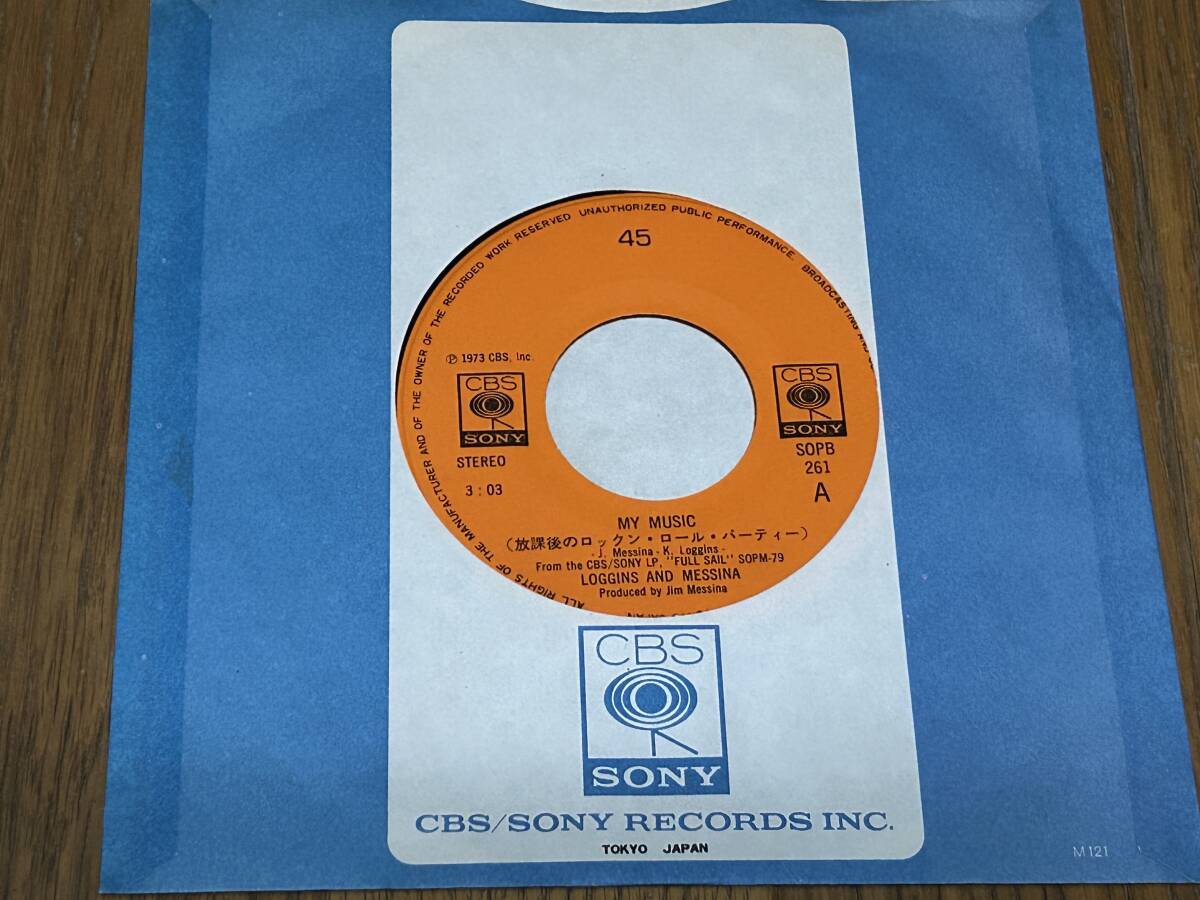 ALL RIGHTS OF THE MANUFACTURER AND OF THE OWNER OF THE RECORDED WORK RESERVED UNAUTHORIZED PUBLIC PERFORMANCE. BROADCASTING AND
45
Ⓟ 1973 CBS, Inc.
CBS
SONY
STEREO
3:03
CBS
SONY
SOPB
261
A
MY MUSIC
(放課後のロックン・ロール・パーティー)
- J. Messina - K. Loggins -
From the CBS/SONY LP, "FULL SAIL" SOPM-79
LOGGINS AND MESSINA
Produced by Jim Messina
CBS
SONY
CBS/SONY RECORDS INC.
TOKYO JAPAN
M121